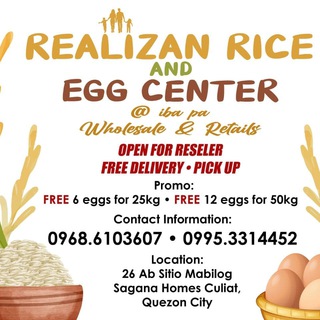 REALIZAN RICE
AND
EGG CENTER
@ iba pa
Wholesale & Retails
OPEN FOR RESELER
FREE DELIVERY • PICK UP
Promo:
FREE 6 eggs for 25kg • FREE 12 eggs for 50kg
Contact Information:
0968.6103607 • 0995.3314452
Location:
26 Ab Sitio Mabilog
Sagana Homes Culiat,
Quezon City